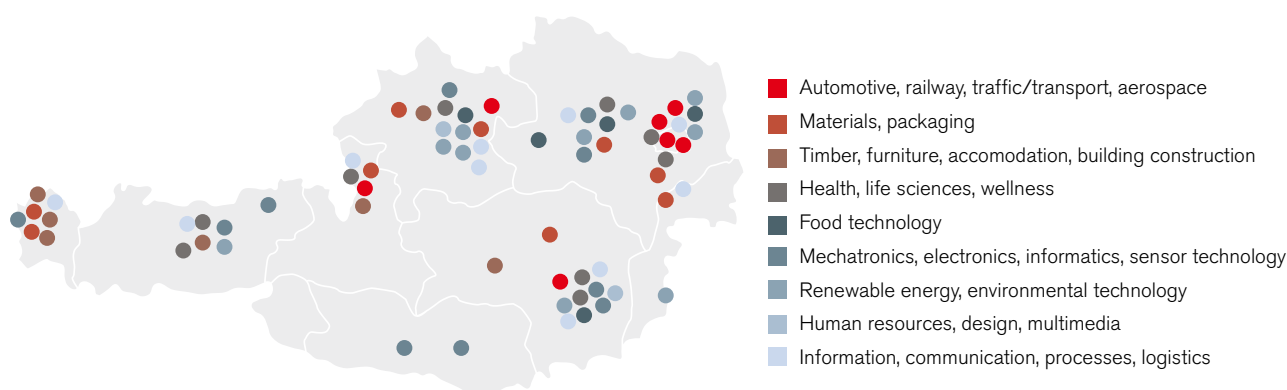 Automotive, railway, traffic/transport, aerospace
Materials, packaging
Timber, furniture, accomodation, building construction
Health, life sciences, wellness
Food technology
Mechatronics, electronics, informatics, sensor technology
Renewable energy, environmental technology
Human resources, design, multimedia
Information, communication, processes, logistics